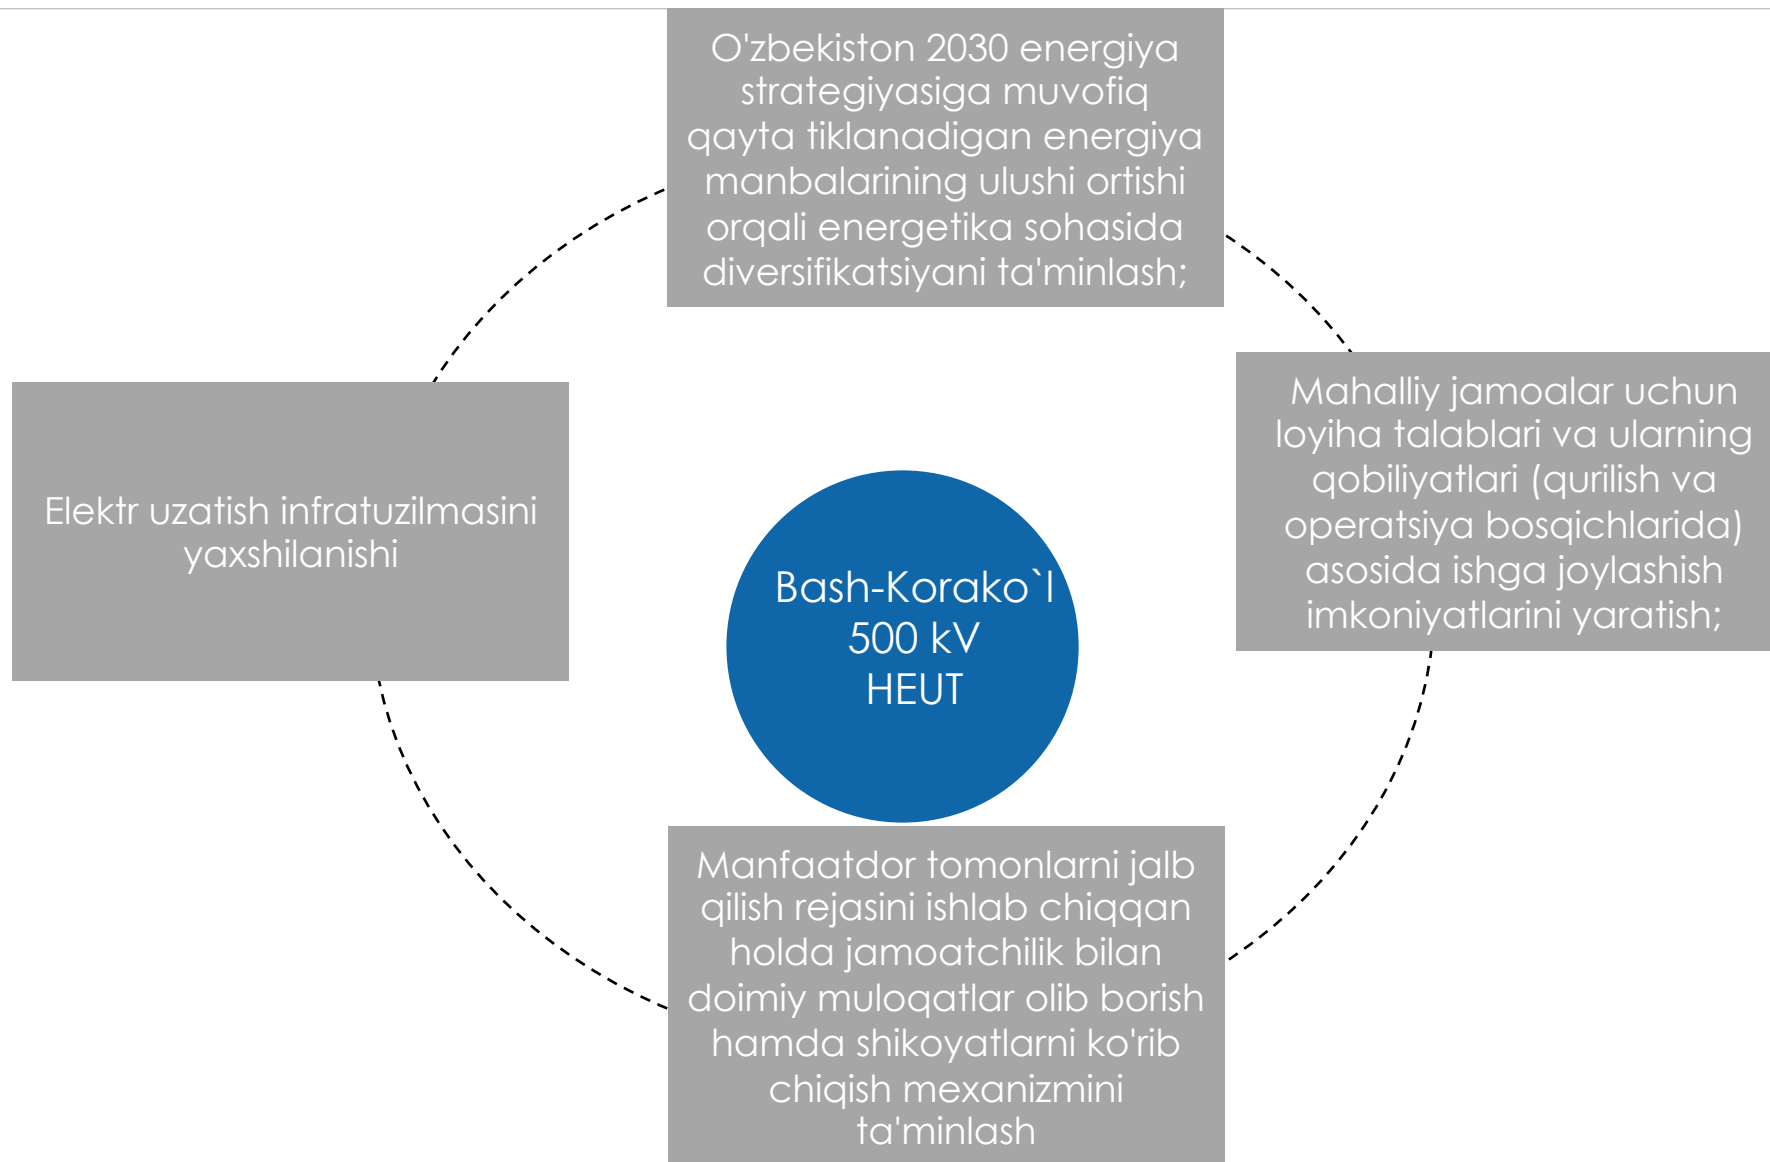 O'zbekiston 2030 energiya
strategiyasiga muvofiq
qayta tiklanadigan energiya
manbalarining ulushi ortishi
orqali energetika sohasida
diversifikatsiyani ta'minlash;
Mahalliy jamoalar uchun
loyiha talablari va ularning
qobiliyatlari (qurilish va
operatsiya bosqichlarida)
asosida ishga joylashish
imkoniyatlarini yaratish;
Elektr uzatish infratuzilmasini
yaxshilanishi
Bash-Korako`l
500 kV
HEUT
Manfaatdor tomonlarni jalb
qilish rejasini ishlab chiqqan
holda jamoatchilik bilan
doimiy muloqatlar olib borish
hamda shikoyatlarni ko'rib
chiqish mexanizmini
ta'minlash